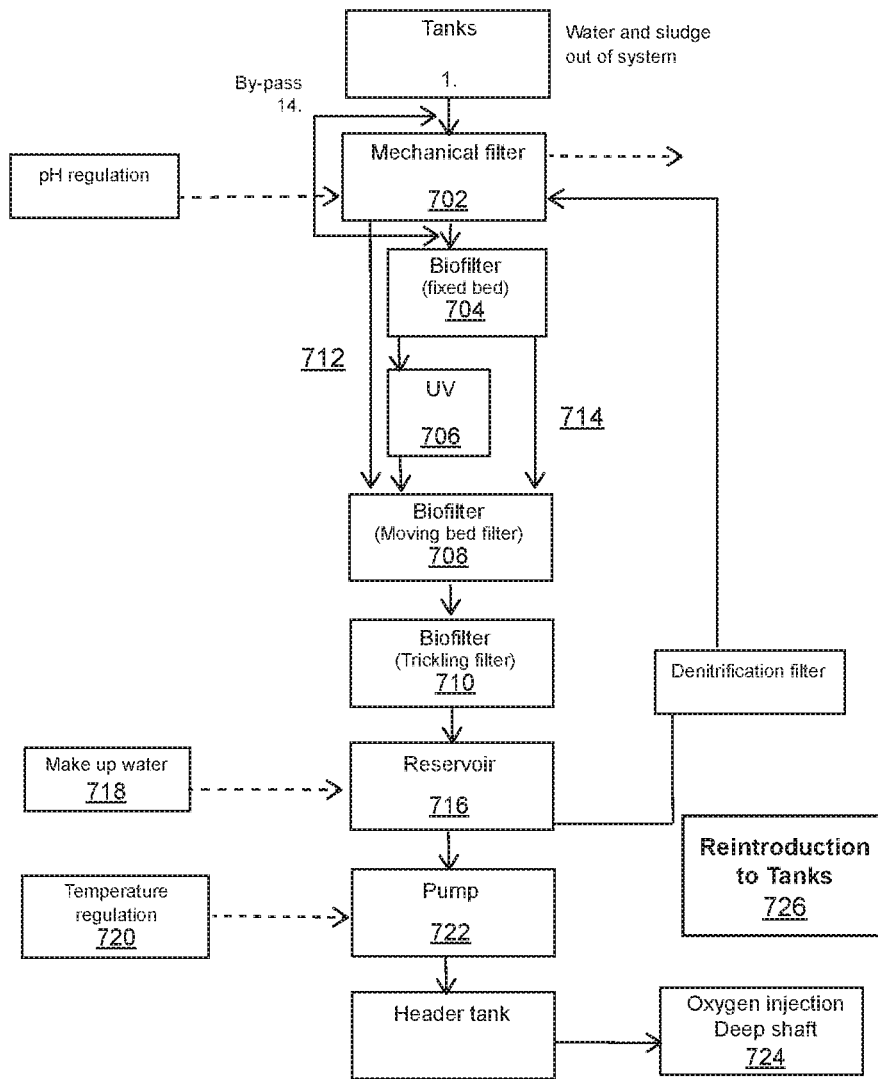 Tanks
1.
Water and sludge
out of system
By-pass
14.
Mechanical filter
702
pH regulation
Biofilter
(fixed bed)
704
712
UV
706
714
Biofilter
(Moving bed filter)
708
Biofilter
(Trickling filter)
710
Denitrification filter
Make up water
718
Reservoir
716
Reintroduction
to Tanks
726
Temperature
regulation
720
Pump
722
Header tank
Oxygen injection
Deep shaft
724